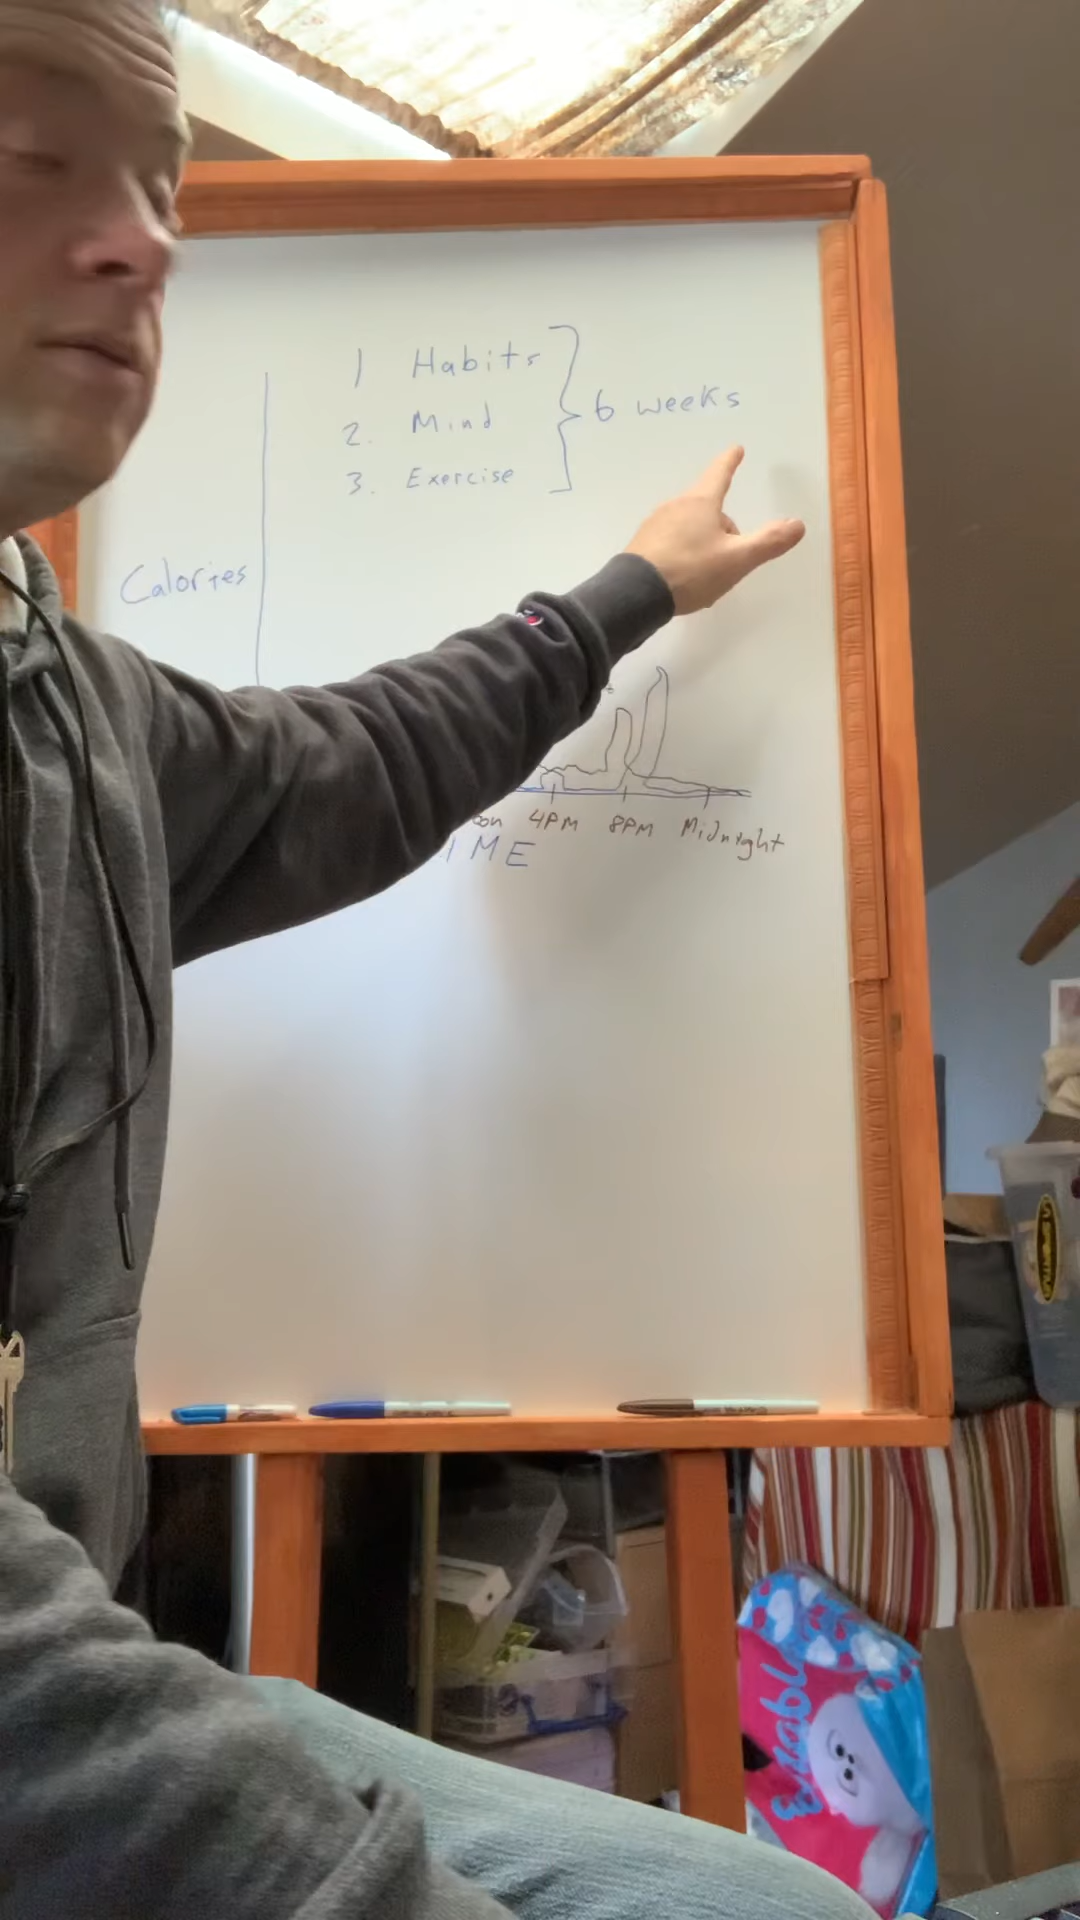 1 Habits
2. Mind
3. Exercise
6 weeks
Calories
4PM 8PM Midnight